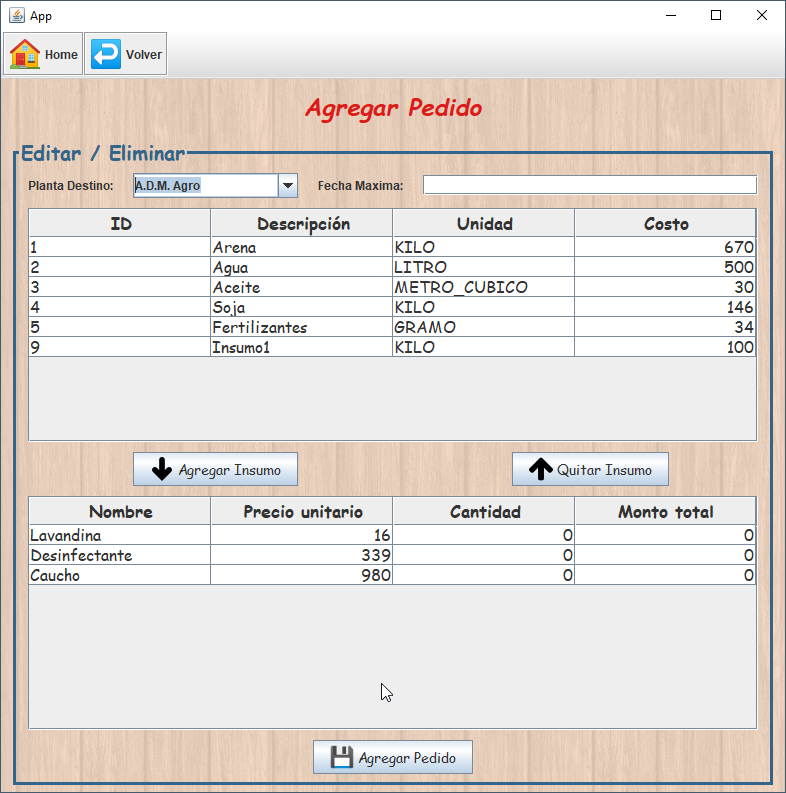 App
Home Volver
Agregar Pedido
Editar / Eliminar
Planta Destino: A.D.M. Agro Fecha Maxima:
ID Descripción Unidad Costo
1 Arena KILO 670
2 Agua LITRO 500
3 Aceite METRO_CUBICO 30
4 Soja KILO 146
5 Fertilizantes GRAMO 34
9 Insumo1 KILO 100
Agregar Insumo Quitar Insumo
Nombre Precio unitario Cantidad Monto total
Lavandina 16 0 0
Desinfectante 339 0 0
Caucho 980 0 0
Agregar Pedido